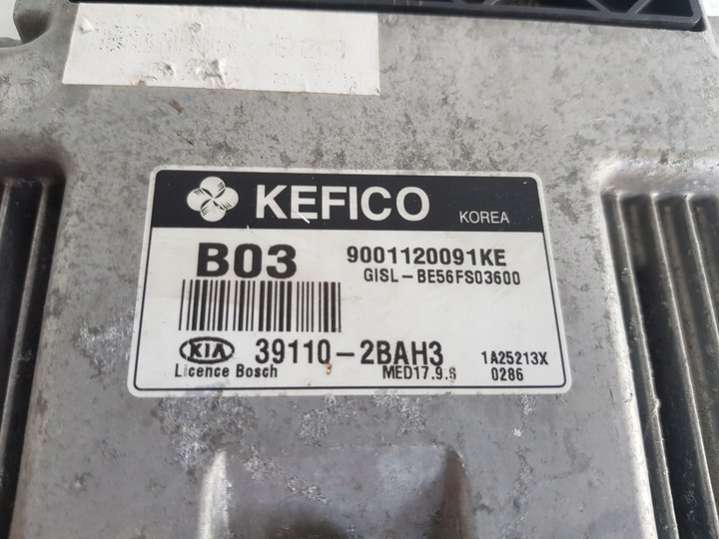 KEFICO KOREA
B03 9001120091KE
GISL-BE56FS03600
KIA 39110-2BAH3 1A25213X
Licence Bosch MED17.9.8 0286